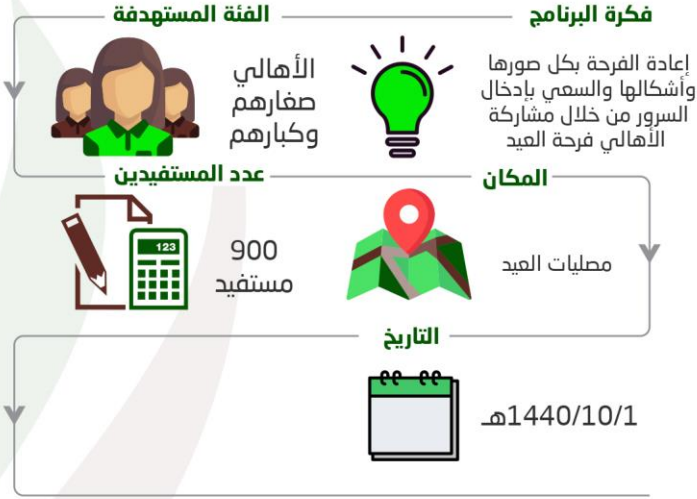 فكرة البرنامج
إعادة الفرحة بكل صورها
وأشكالها والسعي بإدخال
السرور من خلال مشاركة
الأهالي فرحة العيد
الفئة المستهدفة
الأهالي
صغارهم
وكبارهم
المكان
مصليات العيد
عدد المستفيدين
900
مستفيد
123
التاريخ
1440/10/1هـ